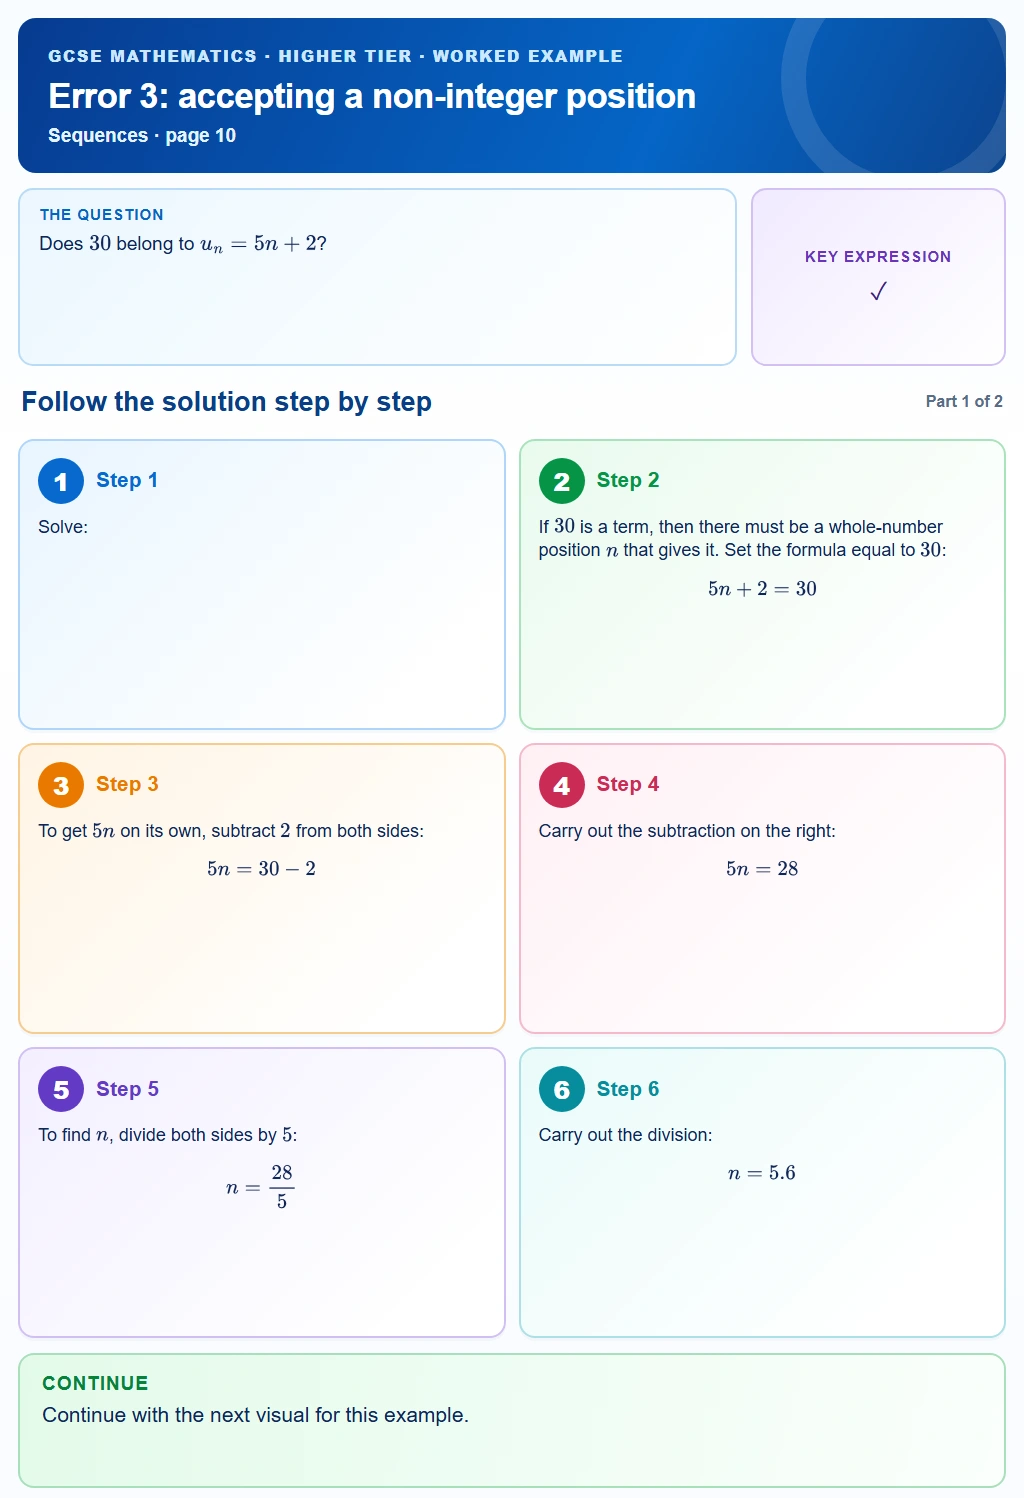 GCSE MATHEMATICS · HIGHER TIER · WORKED EXAMPLE
Error 3: accepting a non-integer position
Sequences · page 10
THE QUESTION
Does 30 belong to uₙ = 5n + 2?
KEY EXPRESSION
✓
Follow the solution step by step
Part 1 of 2
1 Step 1
Solve:
2 Step 2
If 30 is a term, then there must be a whole-number
position n that gives it. Set the formula equal to 30:
5n + 2 = 30
3 Step 3
To get 5n on its own, subtract 2 from both sides:
5n = 30 − 2
4 Step 4
Carry out the subtraction on the right:
5n = 28
5 Step 5
To find n, divide both sides by 5:
n = 28/5
6 Step 6
Carry out the division:
n = 5.6
CONTINUE
Continue with the next visual for this example.